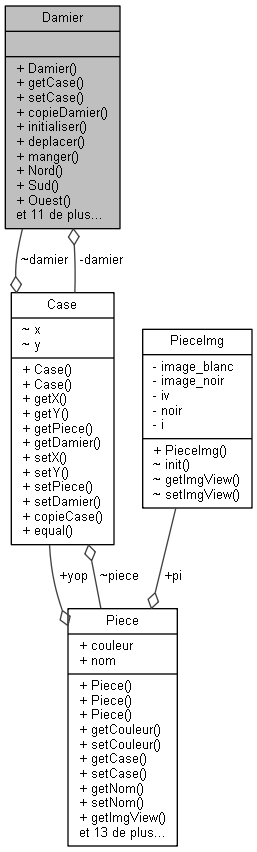 Damier
+ Damier()
+ getCase()
+ setCase()
+ copieDamier()
+ initialiser()
+ deplacer()
+ manger()
+ Nord()
+ Sud()
+ Ouest()
et 11 de plus...
~damier
-damier
Case
~ x
~ y
+ Case()
+ Case()
+ getX()
+ getY()
+ getPiece()
+ getDamier()
+ setX()
+ setY()
+ setPiece()
+ setDamier()
+ copieCase()
+ equal()
PieceImg
- image_blanc
- image_noir
- iv
- noir
- i
+ PieceImg()
~ init()
~ getImgView()
~ setImgView()
+yop
~piece
+pi
Piece
+ couleur
+ nom
+ Piece()
+ Piece()
+ Piece()
+ getCouleur()
+ setCouleur()
+ getCase()
+ setCase()
+ getNom()
+ setNom()
+ getImgView()
et 13 de plus...